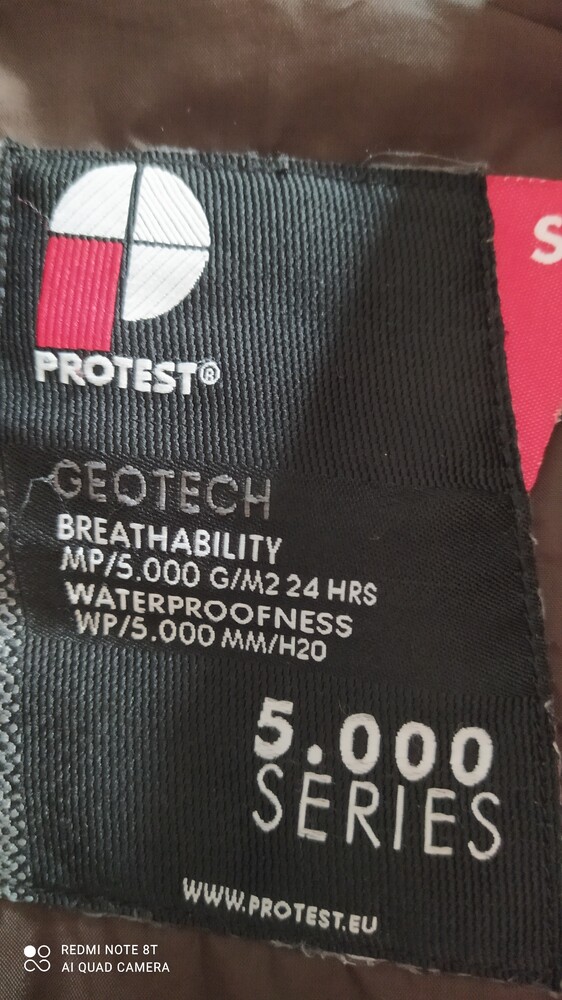 S
PROTEST®
GEOTECH
BREATHABILITY
MP/5.000 G/M2 24 HRS
WATERPROOFNESS
WP/5.000 MM/H20
5.000
SERIES
WWW.PROTEST.EU
REDMI NOTE 8T
AI QUAD CAMERA